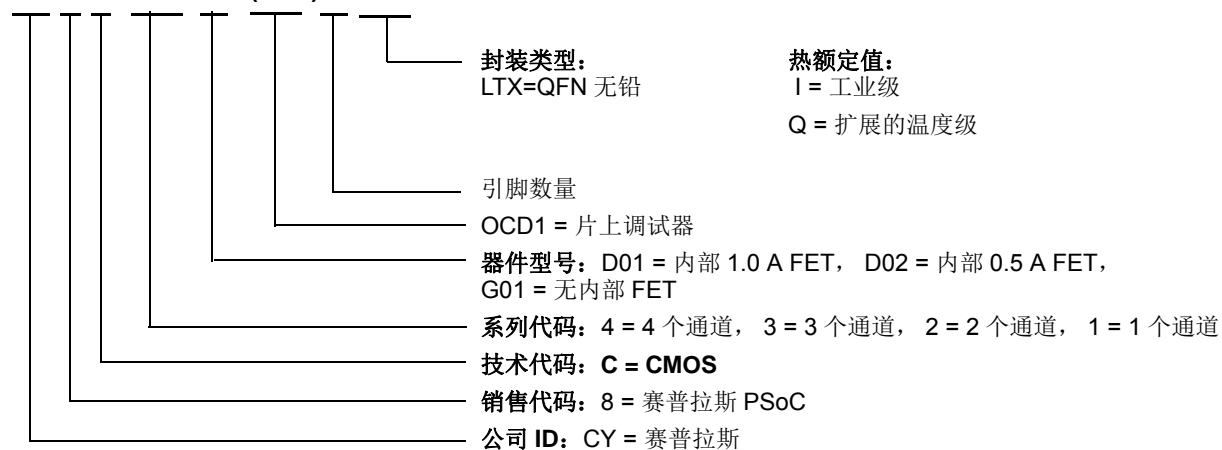 封装类型：
LTX=QFN 无铅
热额定值：
I = 工业级
Q = 扩展的温度级
引脚数量
OCD1 = 片上调试器
器件型号：D01 = 内部 1.0 A FET， D02 = 内部 0.5 A FET，
G01 = 无内部 FET
系列代码：4 = 4 个通道， 3 = 3 个通道， 2 = 2 个通道， 1 = 1 个通道
技术代码：C = CMOS
销售代码：8 = 赛普拉斯 PSoC
公司 ID：CY = 赛普拉斯